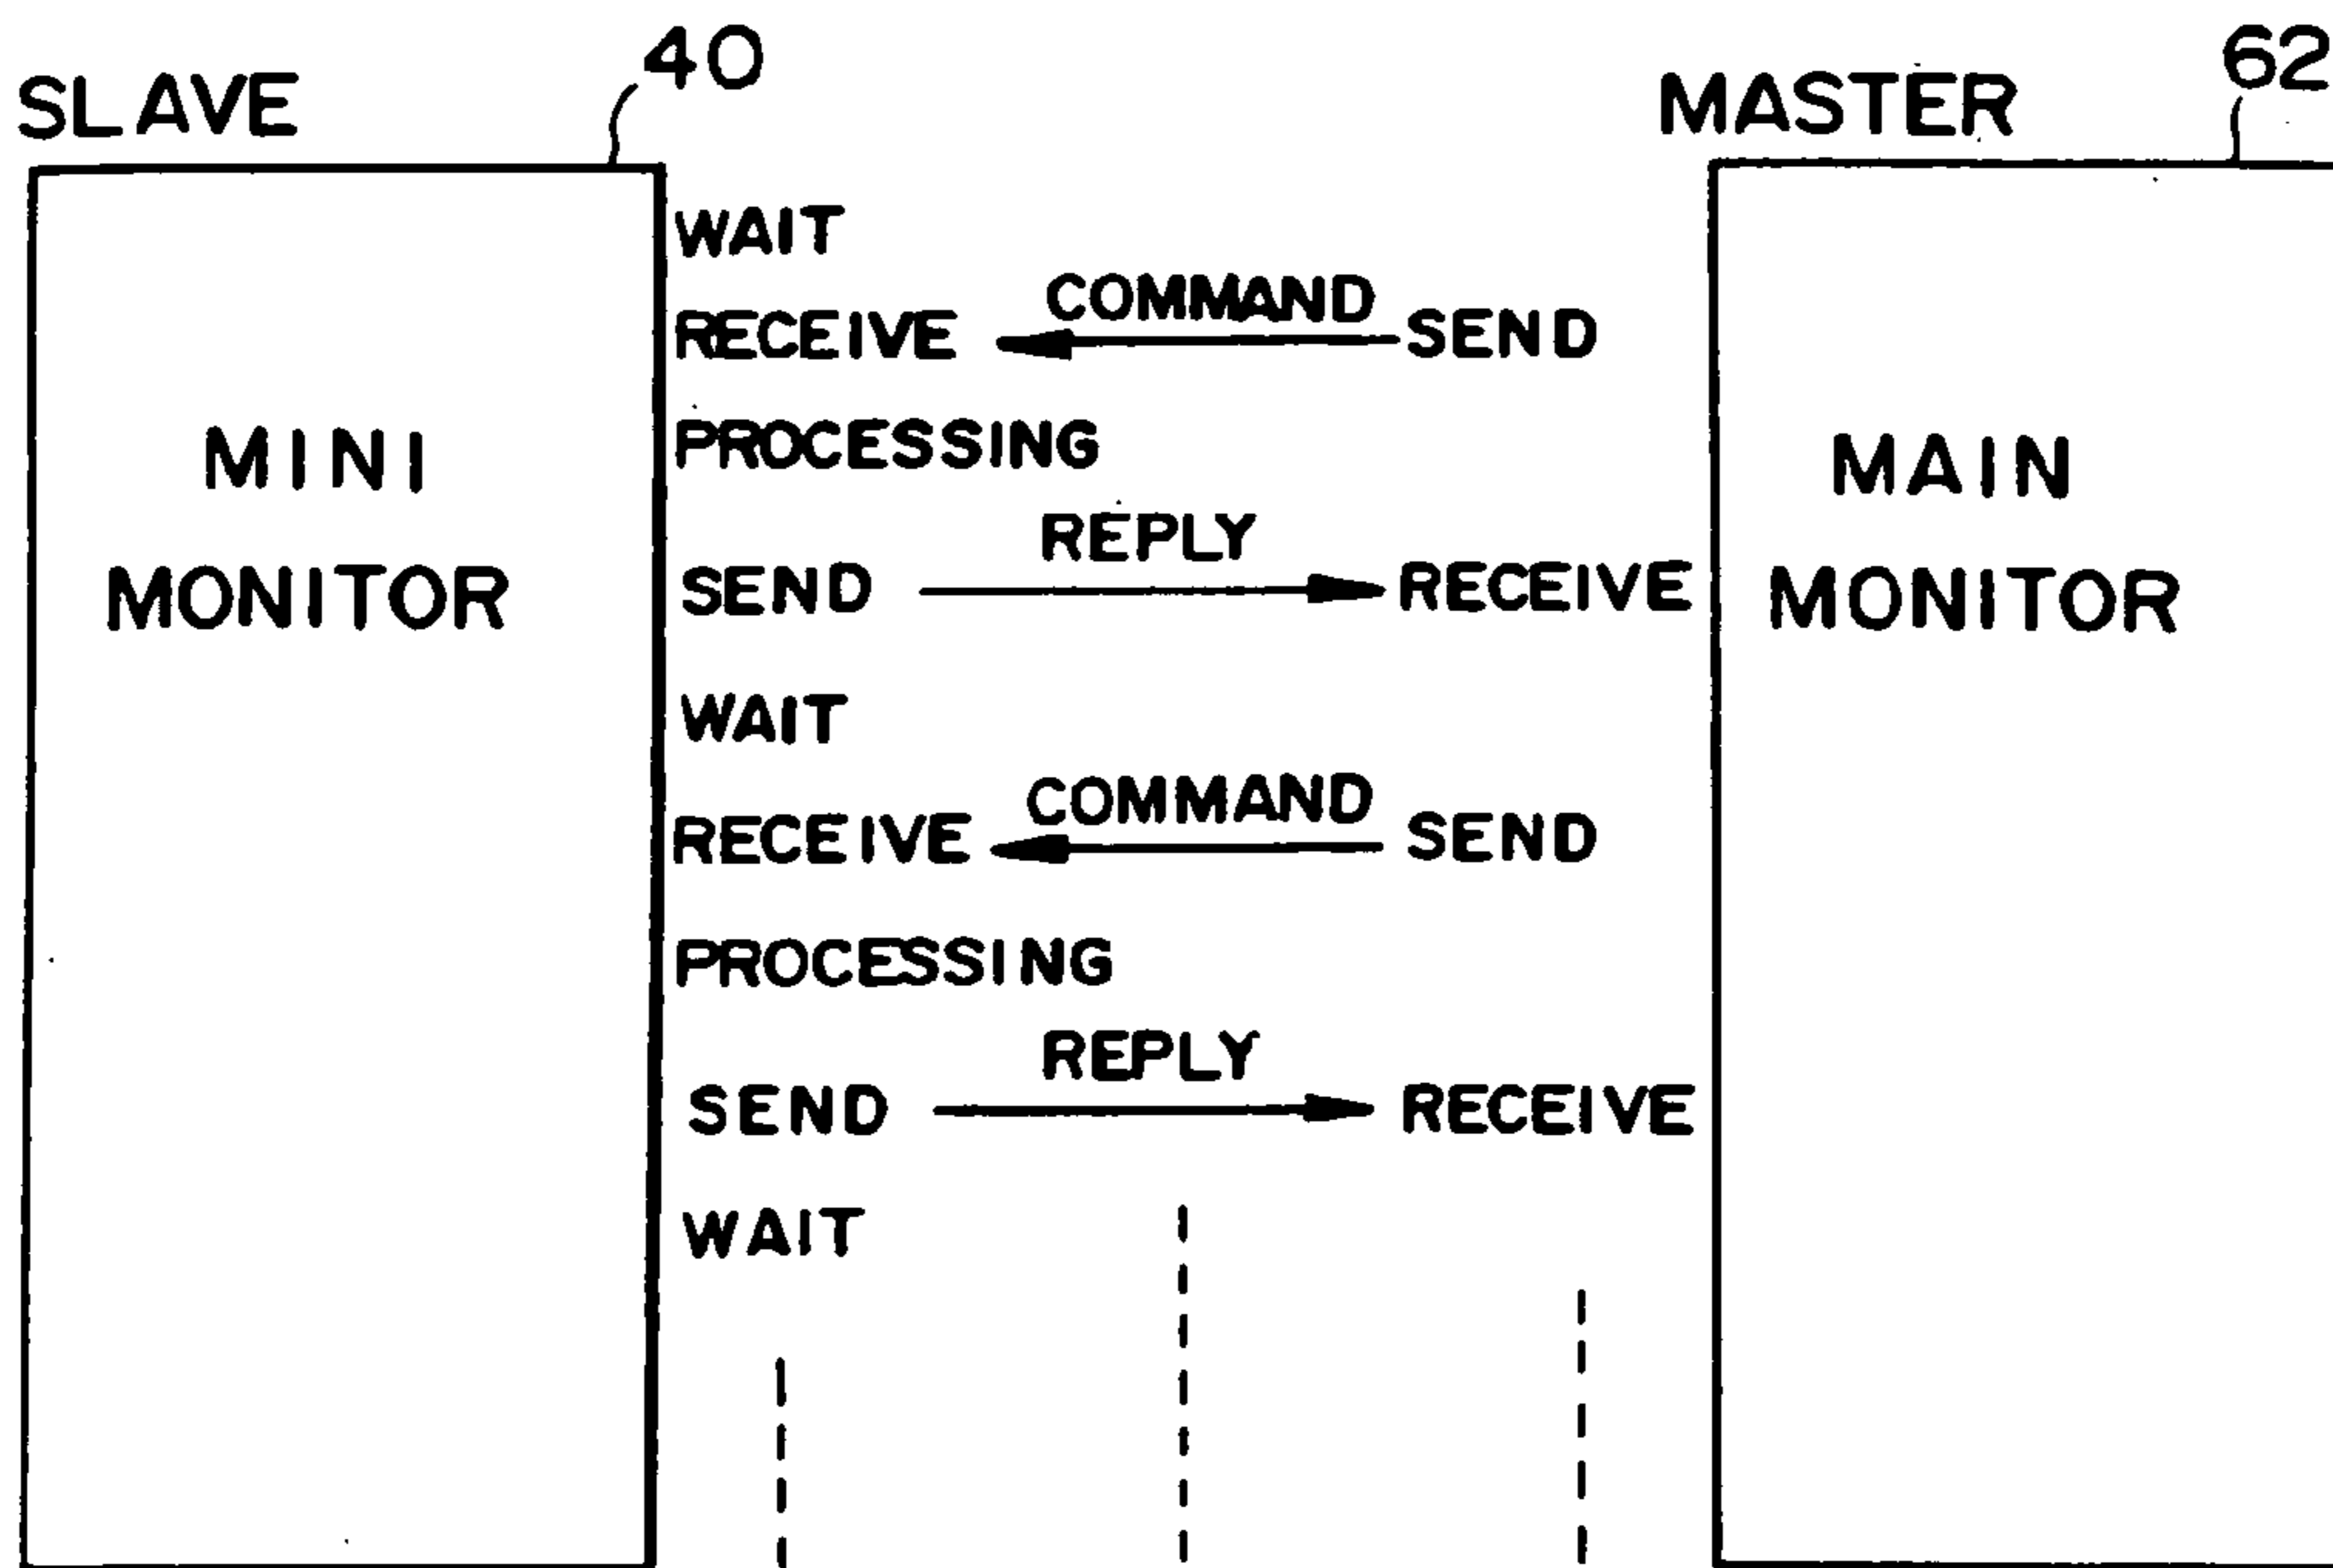 40
62
SLAVE
MASTER
WAIT
COMMAND
RECEIVE SEND
PROCESSING
MINI
MAIN
REPLY
MONITOR
SEND RECEIVE
MONITOR
WAIT
COMMAND
RECEIVE SEND
PROCESSING
REPLY
SEND RECEIVE
WAIT